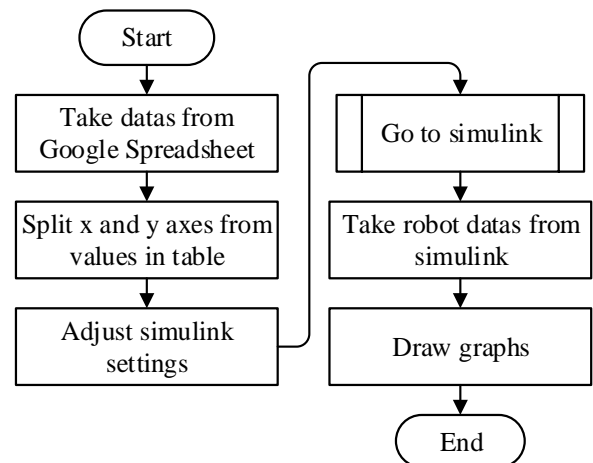 Start
Take datas from
Google Spreadsheet
Split x and y axes from
values in table
Adjust simulink
settings
Go to simulink
Take robot datas from
simulink
Draw graphs
End